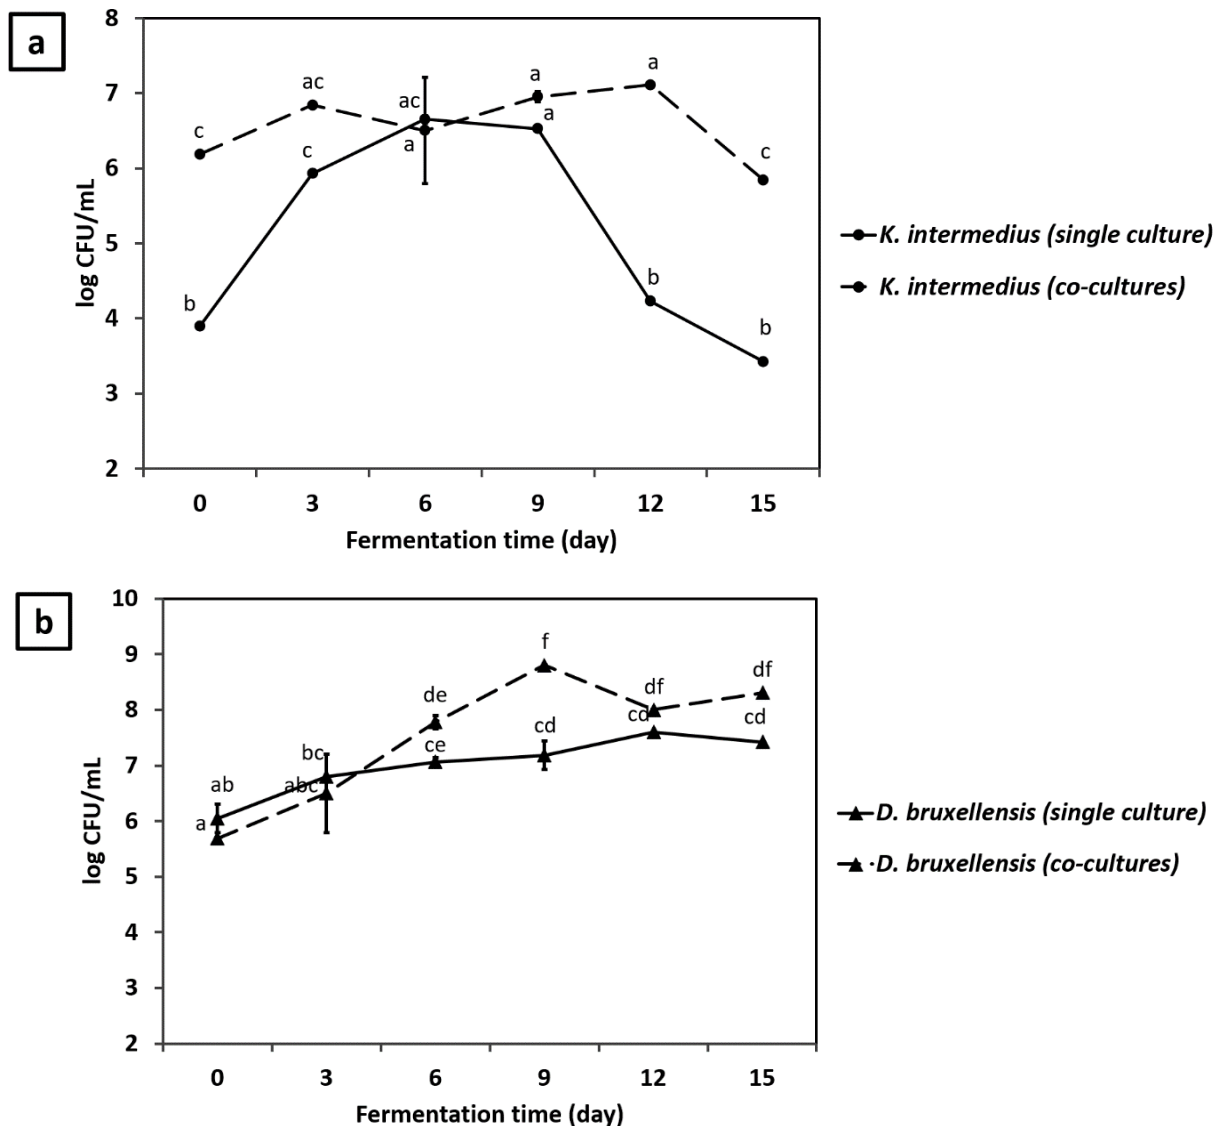 a
8
7
6
5
4
3
2
log CFU/mL
c
ac
ac
a
a
a
c
b
c
a
b
b
0 3 6 9 12 15
Fermentation time (day)
K. intermedius (single culture)
K. intermedius (co-cultures)
b
10
9
8
7
6
5
4
3
2
log CFU/mL
ab
bc
ce
cd
cd
cd
a
abc
de
f
df
df
0 3 6 9 12 15
Fermentation time (day)
D. bruxellensis (single culture)
D. bruxellensis (co-cultures)